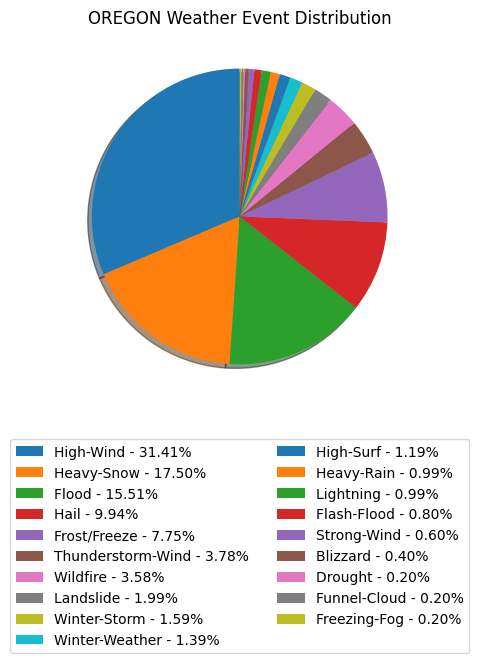 OREGON Weather Event Distribution
High-Wind - 31.41%
Heavy-Snow - 17.50%
Flood - 15.51%
Hail - 9.94%
Frost/Freeze - 7.75%
Thunderstorm-Wind - 3.78%
Wildfire - 3.58%
Landslide - 1.99%
Winter-Storm - 1.59%
Winter-Weather - 1.39%
High-Surf - 1.19%
Heavy-Rain - 0.99%
Lightning - 0.99%
Flash-Flood - 0.80%
Strong-Wind - 0.60%
Blizzard - 0.40%
Drought - 0.20%
Funnel-Cloud - 0.20%
Freezing-Fog - 0.20%